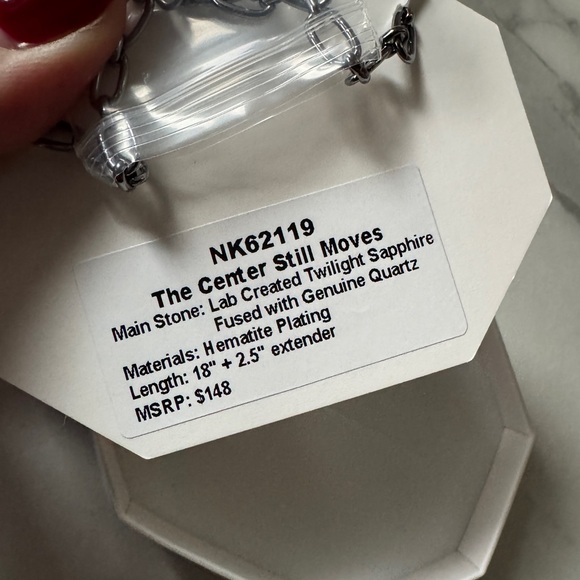 NK62119
The Center Still Moves
Main Stone: Lab Created Twilight Sapphire
Fused with Genuine Quartz
Materials: Hematite Plating
Length: 18" + 2.5" extender
MSRP: $148